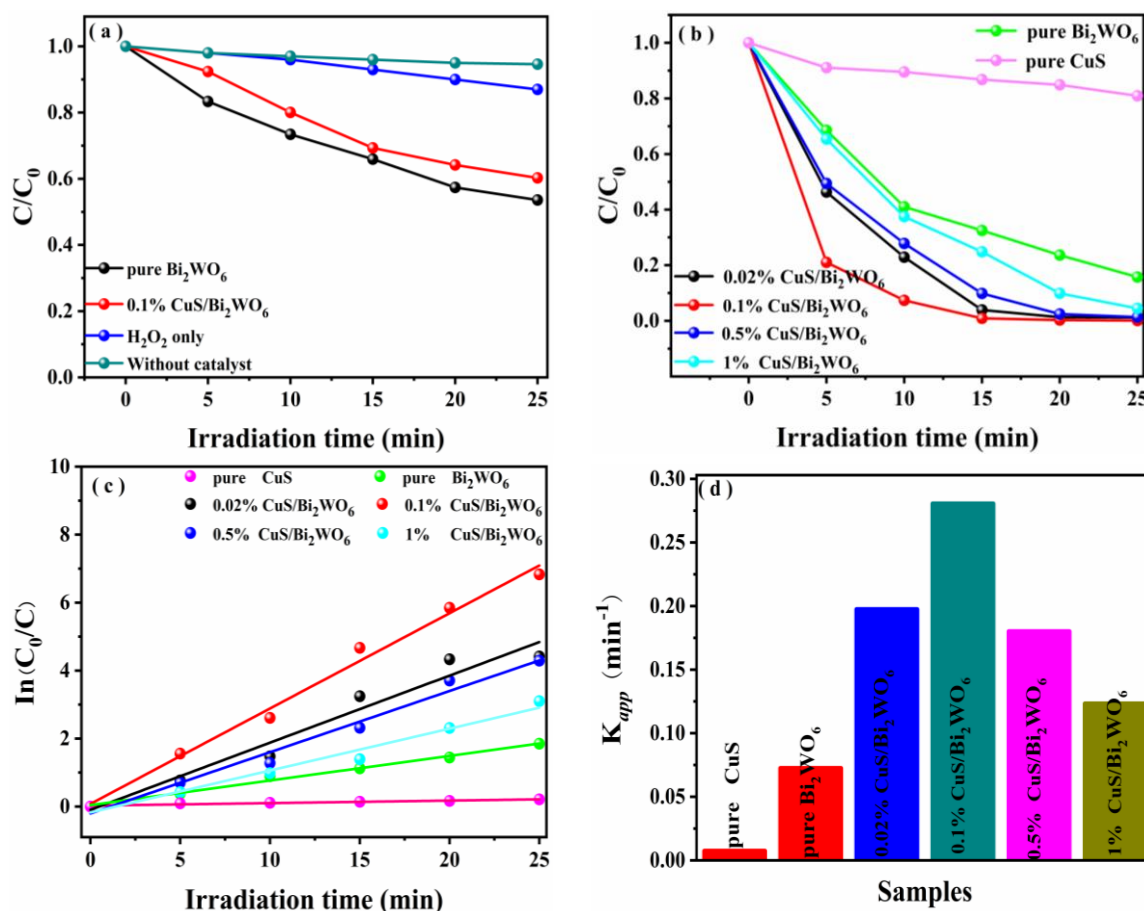 ( a )
1.0
0.8
0.6
0.4
0.2
0.0
C/C₀
pure Bi₂WO₆
0.1% CuS/Bi₂WO₆
H₂O₂ only
Without catalyst
0 5 10 15 20 25
Irradiation time (min)
( b )
pure Bi₂WO₆
pure CuS
1.0
0.8
0.6
0.4
0.2
0.0
C/C₀
0.02% CuS/Bi₂WO₆
0.1% CuS/Bi₂WO₆
0.5% CuS/Bi₂WO₆
1% CuS/Bi₂WO₆
0 5 10 15 20 25
Irradiation time (min)
( c )
pure CuS pure Bi₂WO₆
0.02% CuS/Bi₂WO₆ 0.1% CuS/Bi₂WO₆
0.5% CuS/Bi₂WO₆ 1% CuS/Bi₂WO₆
10
8
6
4
2
0
In (C₀/C)
0 5 10 15 20 25
Irradiation time (min)
( d )
0.30
0.25
0.20
0.15
0.10
0.05
0.00
K_app (min⁻¹)
pure CuS
pure Bi₂WO₆
0.02% CuS/Bi₂WO₆
0.1% CuS/Bi₂WO₆
0.5% CuS/Bi₂WO₆
1% CuS/Bi₂WO₆
Samples